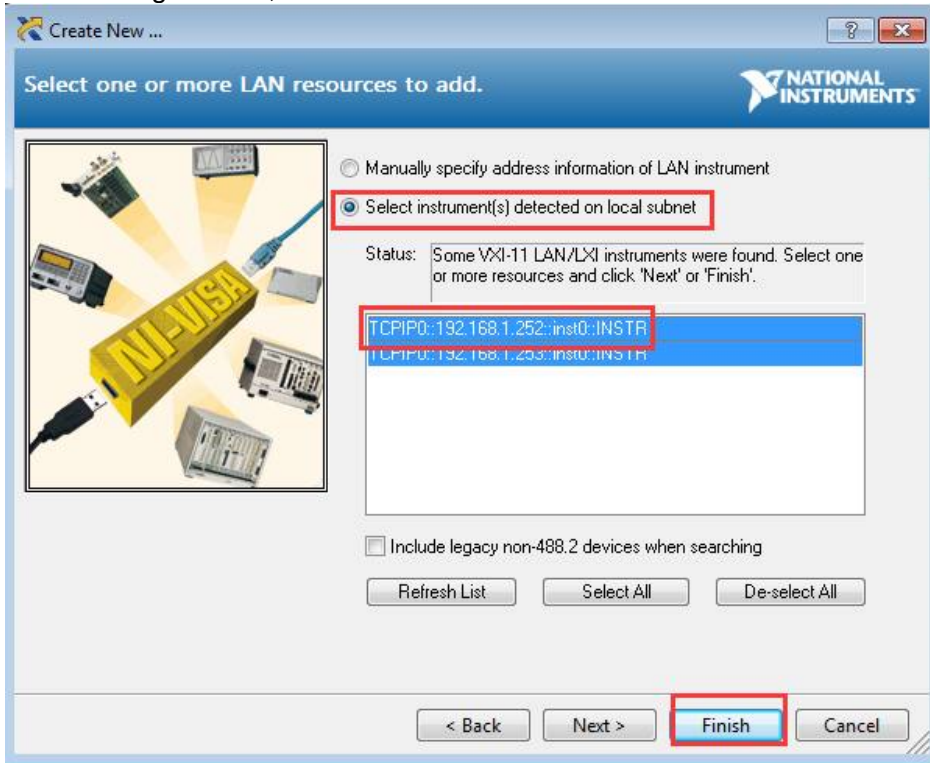 Create New ...
Select one or more LAN resources to add.
NATIONAL
INSTRUMENTS
NI-VISA
Manually specify address information of LAN instrument
Select instrument(s) detected on local subnet
Status: Some VXI-11 LAN/LXI instruments were found. Select one
or more resources and click 'Next' or 'Finish'.
TCPIP0::192.168.1.252::inst0::INSTR
TCPIP0::192.168.1.253::inst0::INSTR
Include legacy non-488.2 devices when searching
Refresh List Select All De-select All
< Back Next > Finish Cancel